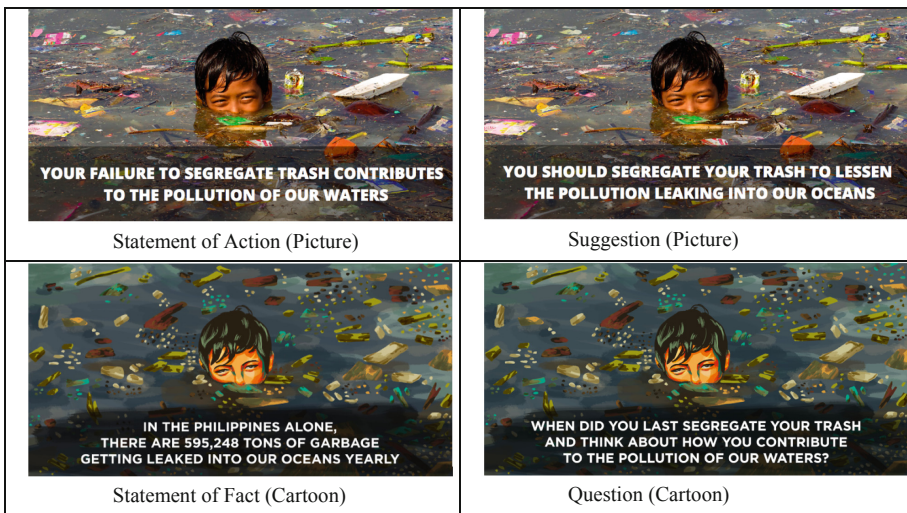 YOUR FAILURE TO SEGREGATE TRASH CONTRIBUTES
TO THE POLLUTION OF OUR WATERS
Statement of Action (Picture)
YOU SHOULD SEGREGATE YOUR TRASH TO LESSEN
THE POLLUTION LEAKING INTO OUR OCEANS
Suggestion (Picture)
IN THE PHILIPPINES ALONE,
THERE ARE 595,248 TONS OF GARBAGE
GETTING LEAKED INTO OUR OCEANS YEARLY
Statement of Fact (Cartoon)
WHEN DID YOU LAST SEGREGATE YOUR TRASH
AND THINK ABOUT HOW YOU CONTRIBUTE
TO THE POLLUTION OF OUR WATERS?
Question (Cartoon)